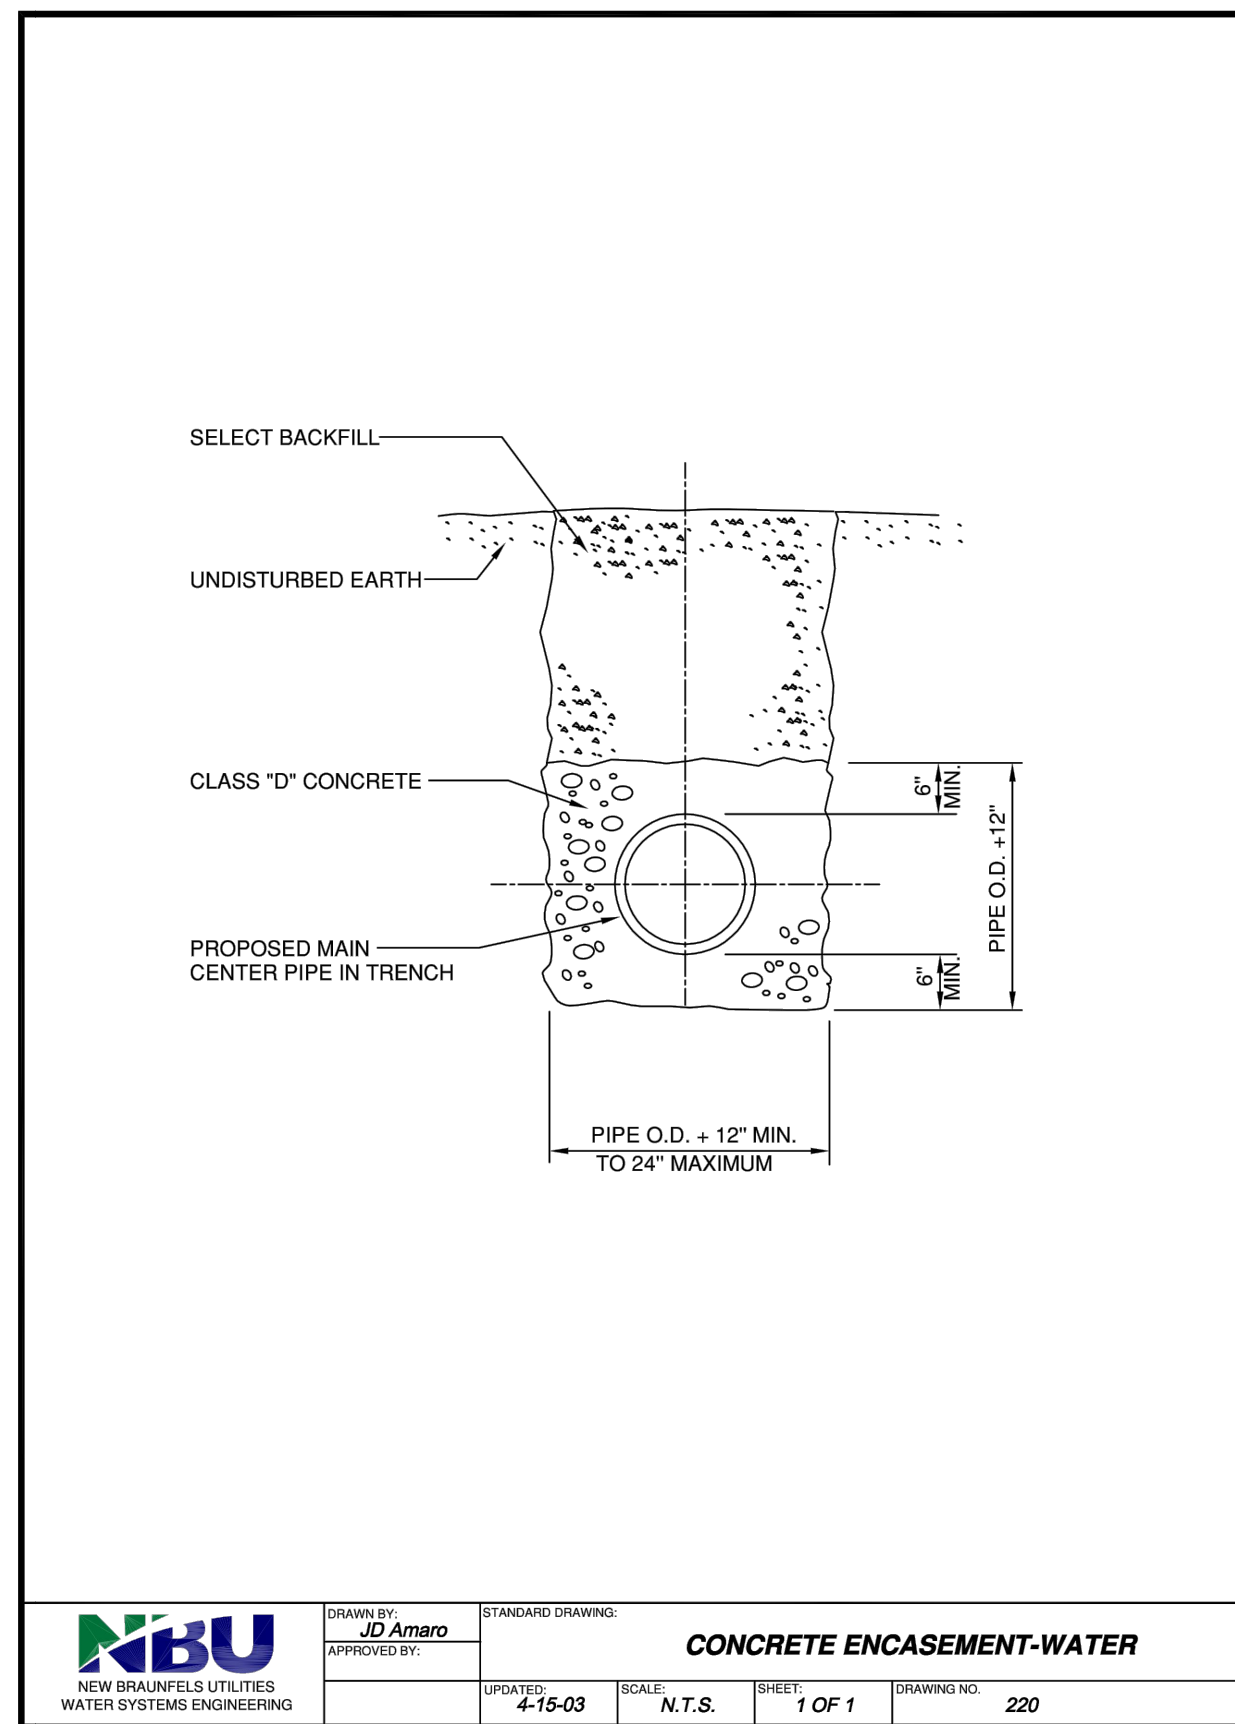 SELECT BACKFILL
UNDISTURBED EARTH
CLASS "D" CONCRETE
6"
MIN.
PIPE O.D. +12"
PROPOSED MAIN
CENTER PIPE IN TRENCH
6"
MIN.
PIPE O.D. + 12" MIN.
TO 24" MAXIMUM
NBU
NEW BRAUNFELS UTILITIES
WATER SYSTEMS ENGINEERING
DRAWN BY:
JD Amaro
APPROVED BY:
STANDARD DRAWING:
CONCRETE ENCASEMENT-WATER
UPDATED:
4-15-03
SCALE:
N.T.S.
SHEET:
1 OF 1
DRAWING NO.
220